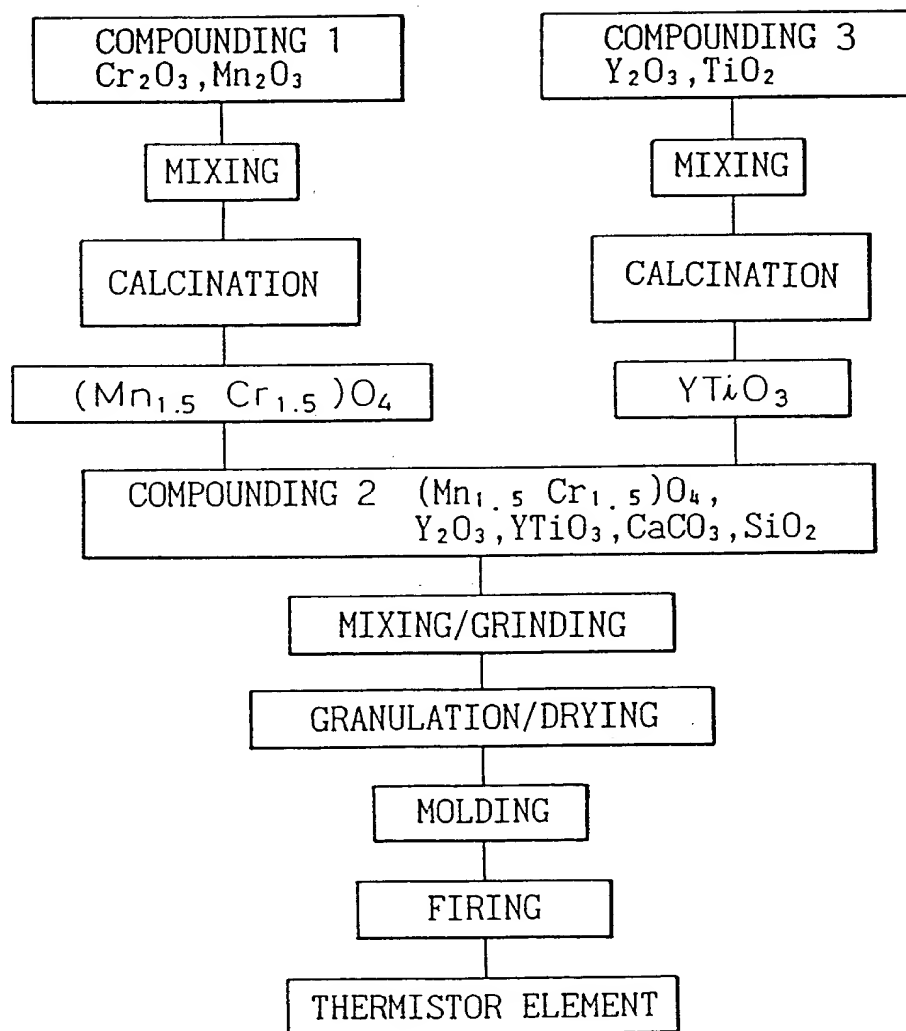 COMPOUNDING 1
Cr₂O₃,Mn₂O₃
MIXING
CALCINATION
(Mn₁.₅ Cr₁.₅)O₄
COMPOUNDING 3
Y₂O₃,TiO₂
MIXING
CALCINATION
YTiO₃
COMPOUNDING 2 (Mn₁.₅ Cr₁.₅)O₄,
Y₂O₃,YTiO₃,CaCO₃,SiO₂
MIXING/GRINDING
GRANULATION/DRYING
MOLDING
FIRING
THERMISTOR ELEMENT